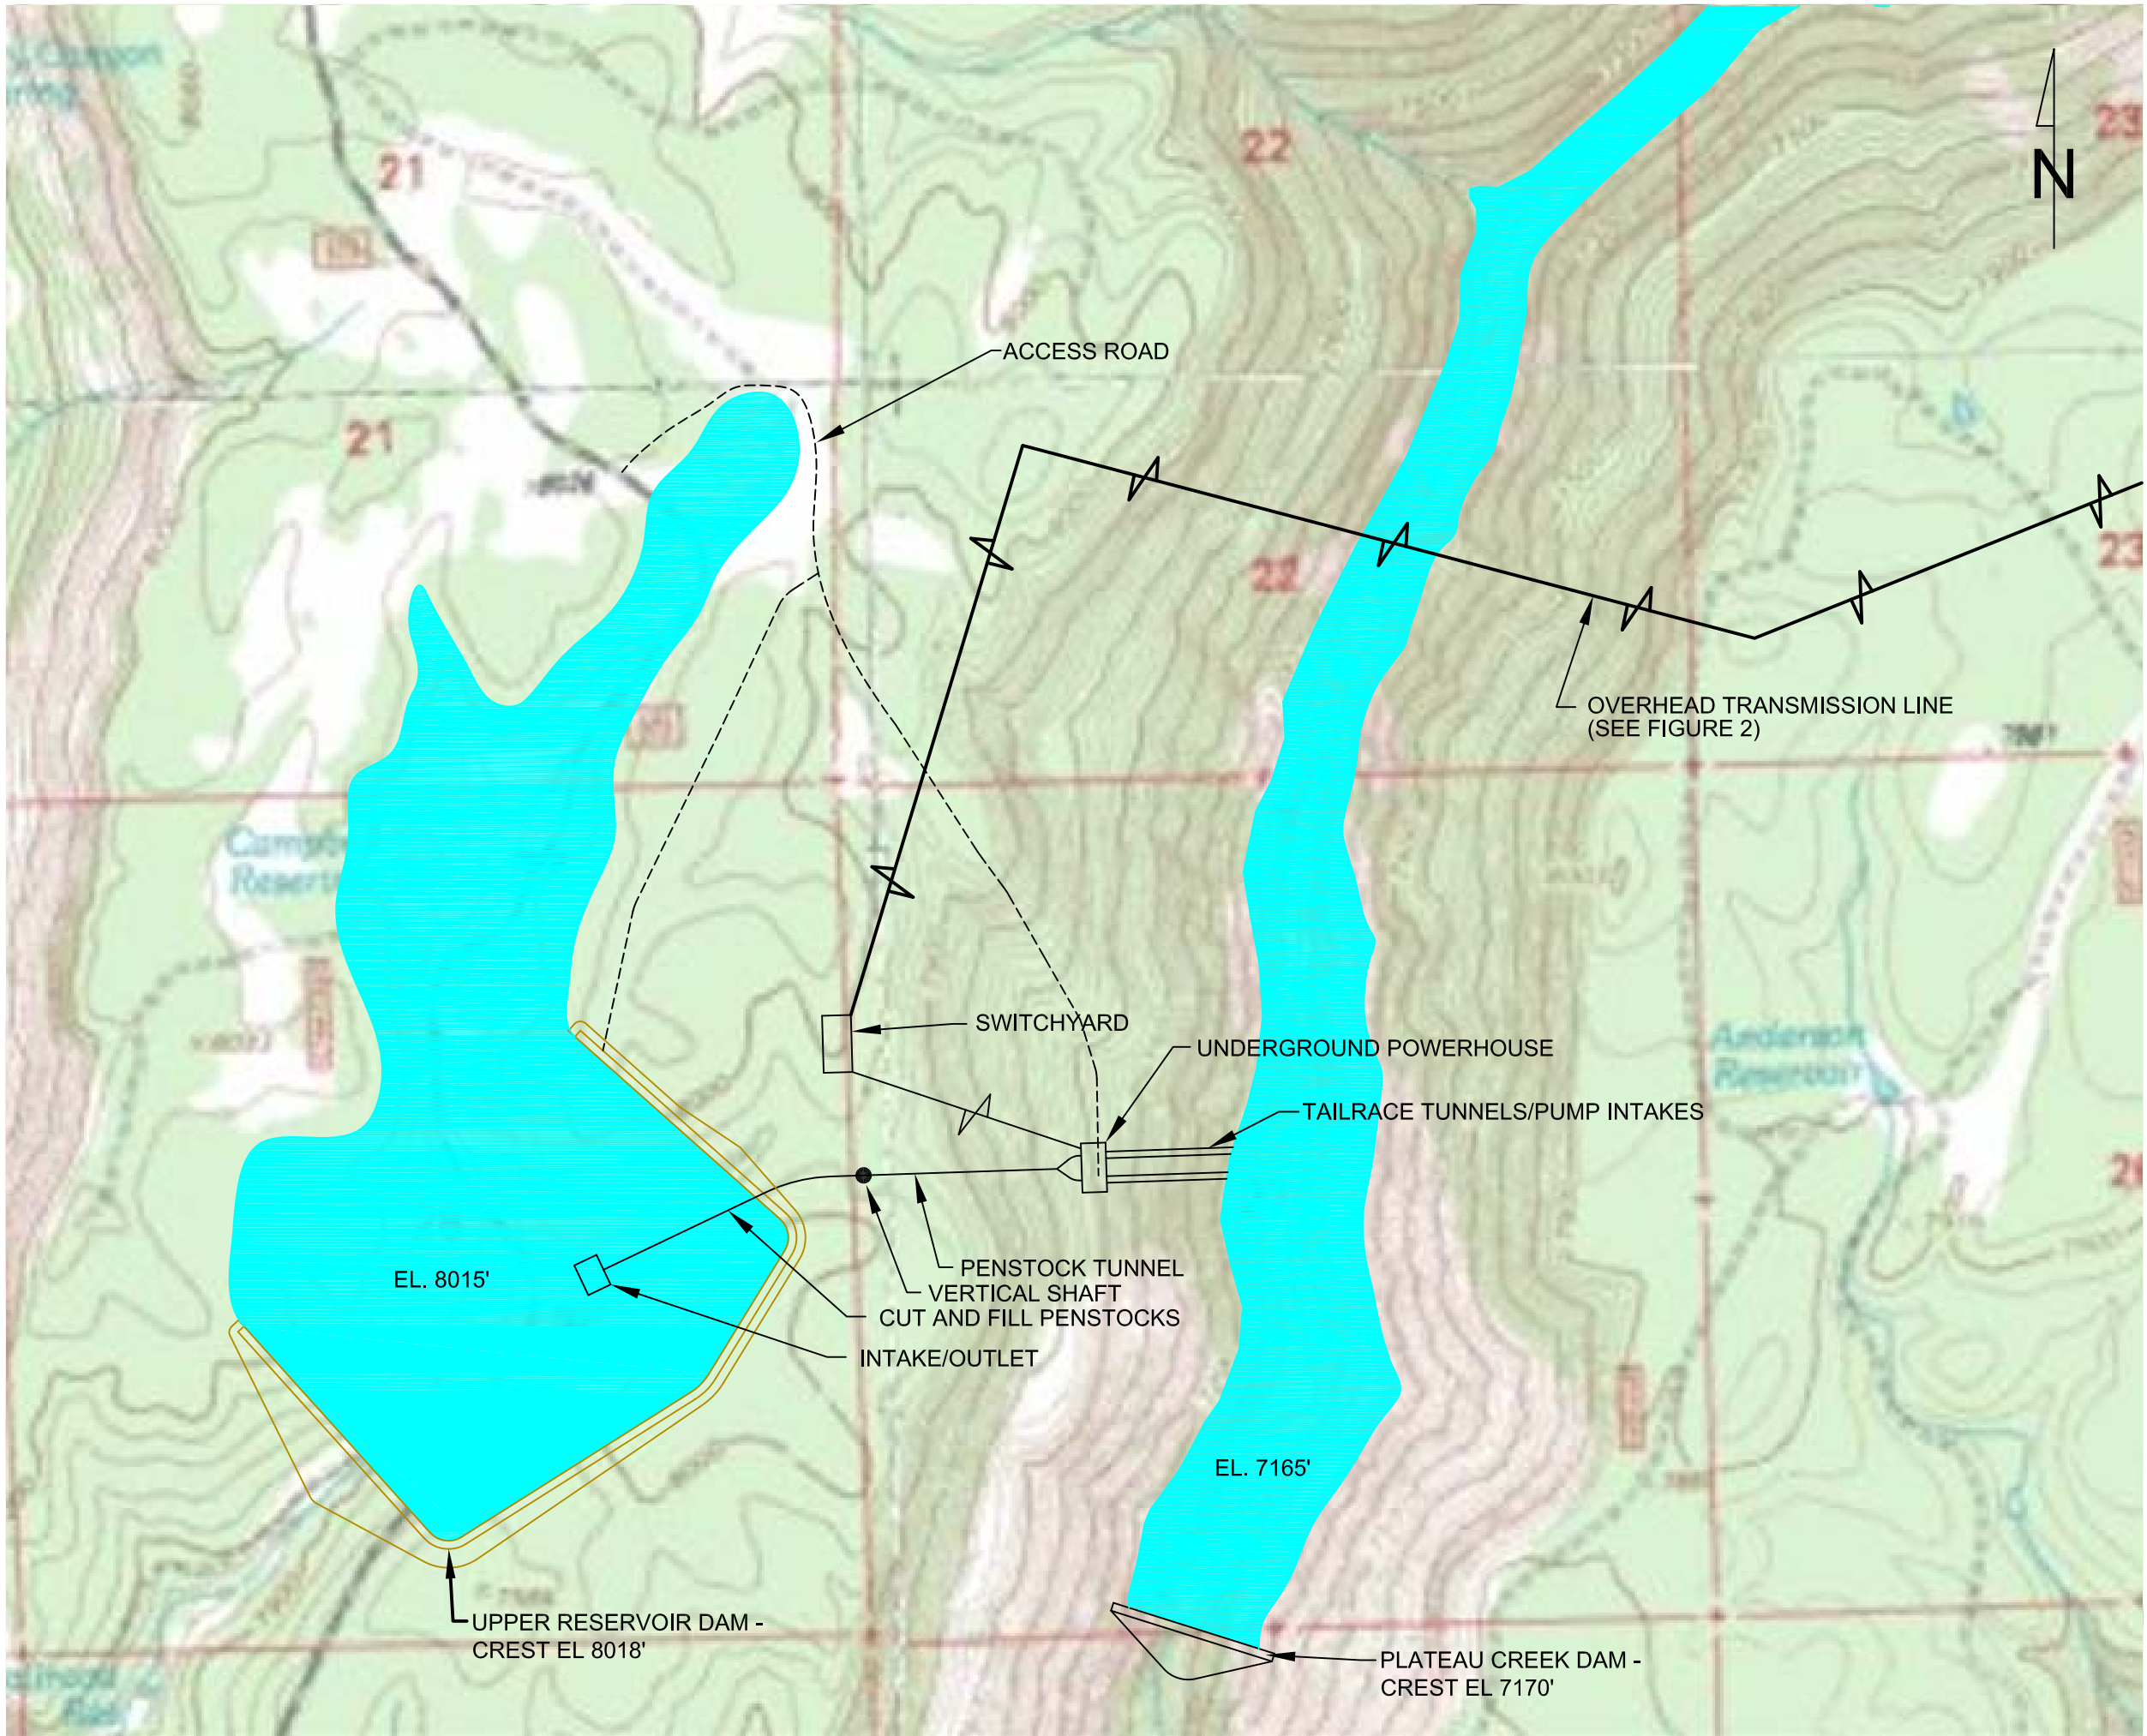 21
22
23
N
ACCESS ROAD
21
22
23
OVERHEAD TRANSMISSION LINE
(SEE FIGURE 2)
SWITCHYARD
UNDERGROUND POWERHOUSE
Anderson
Reservoir
TAILRACE TUNNELS/PUMP INTAKES
EL. 8015'
PENSTOCK TUNNEL
VERTICAL SHAFT
CUT AND FILL PENSTOCKS
INTAKE/OUTLET
EL. 7165'
UPPER RESERVOIR DAM -
CREST EL 8018'
PLATEAU CREEK DAM -
CREST EL 7170'